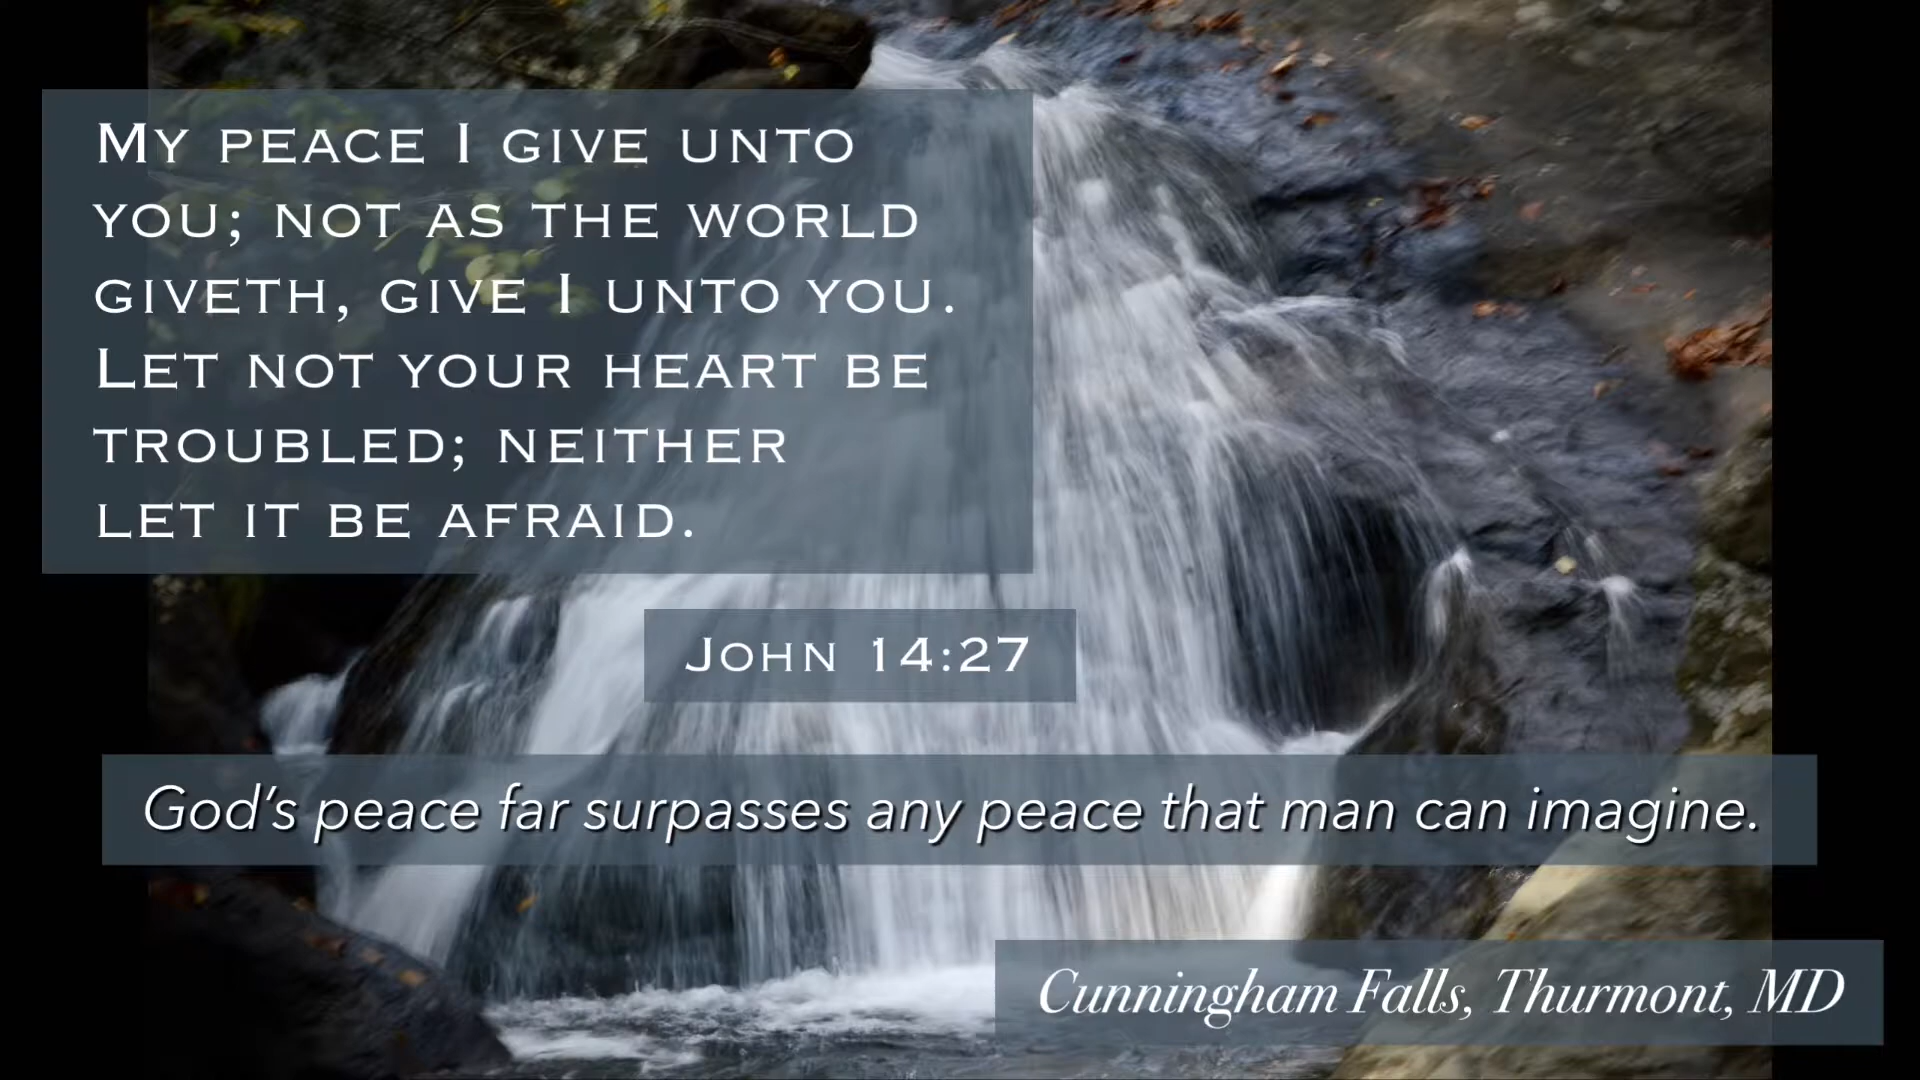 My peace I give unto
you; not as the world
giveth, give I unto you.
Let not your heart be
troubled; neither
let it be afraid.
John 14:27
God's peace far surpasses any peace that man can imagine.
Cunningham Falls, Thurmont, MD